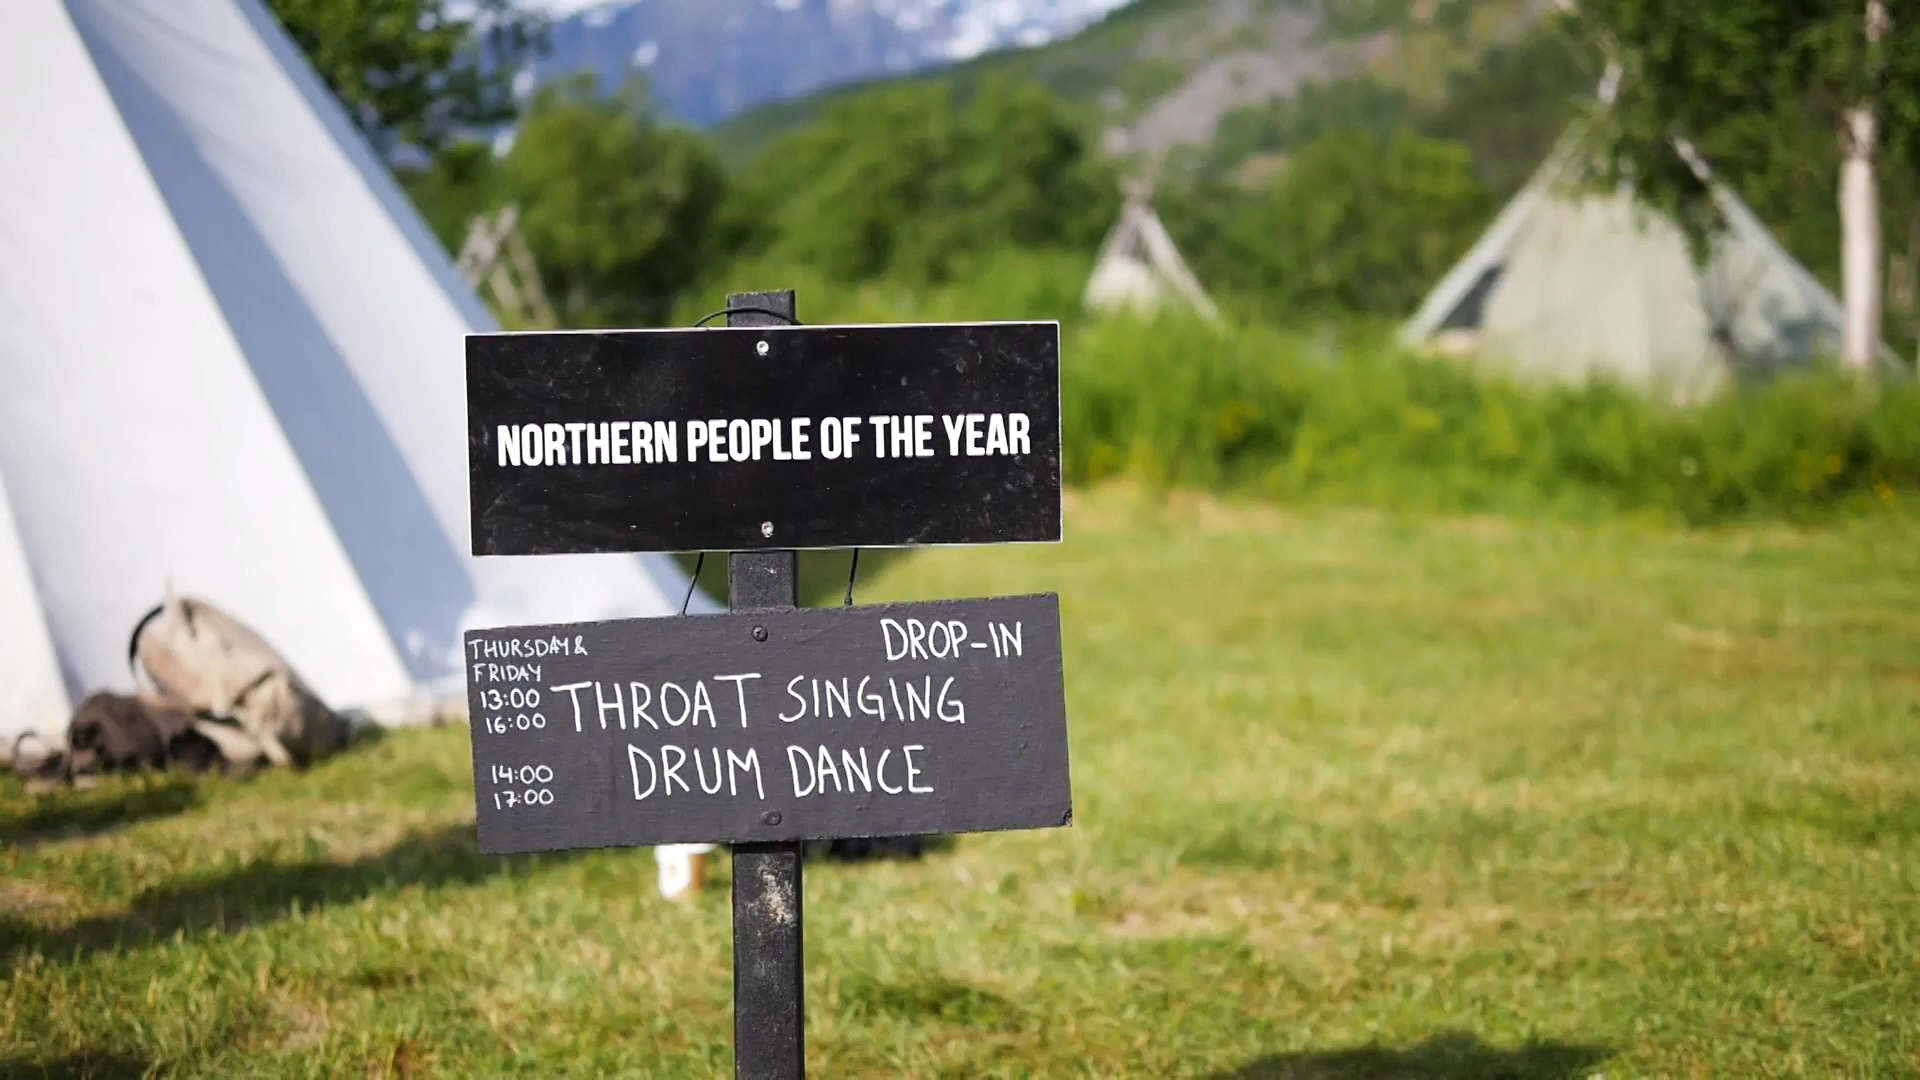 NORTHERN PEOPLE OF THE YEAR
THURSDAY &
FRIDAY
DROP-IN
13:00
16:00
THROAT SINGING
14:00
17:00
DRUM DANCE